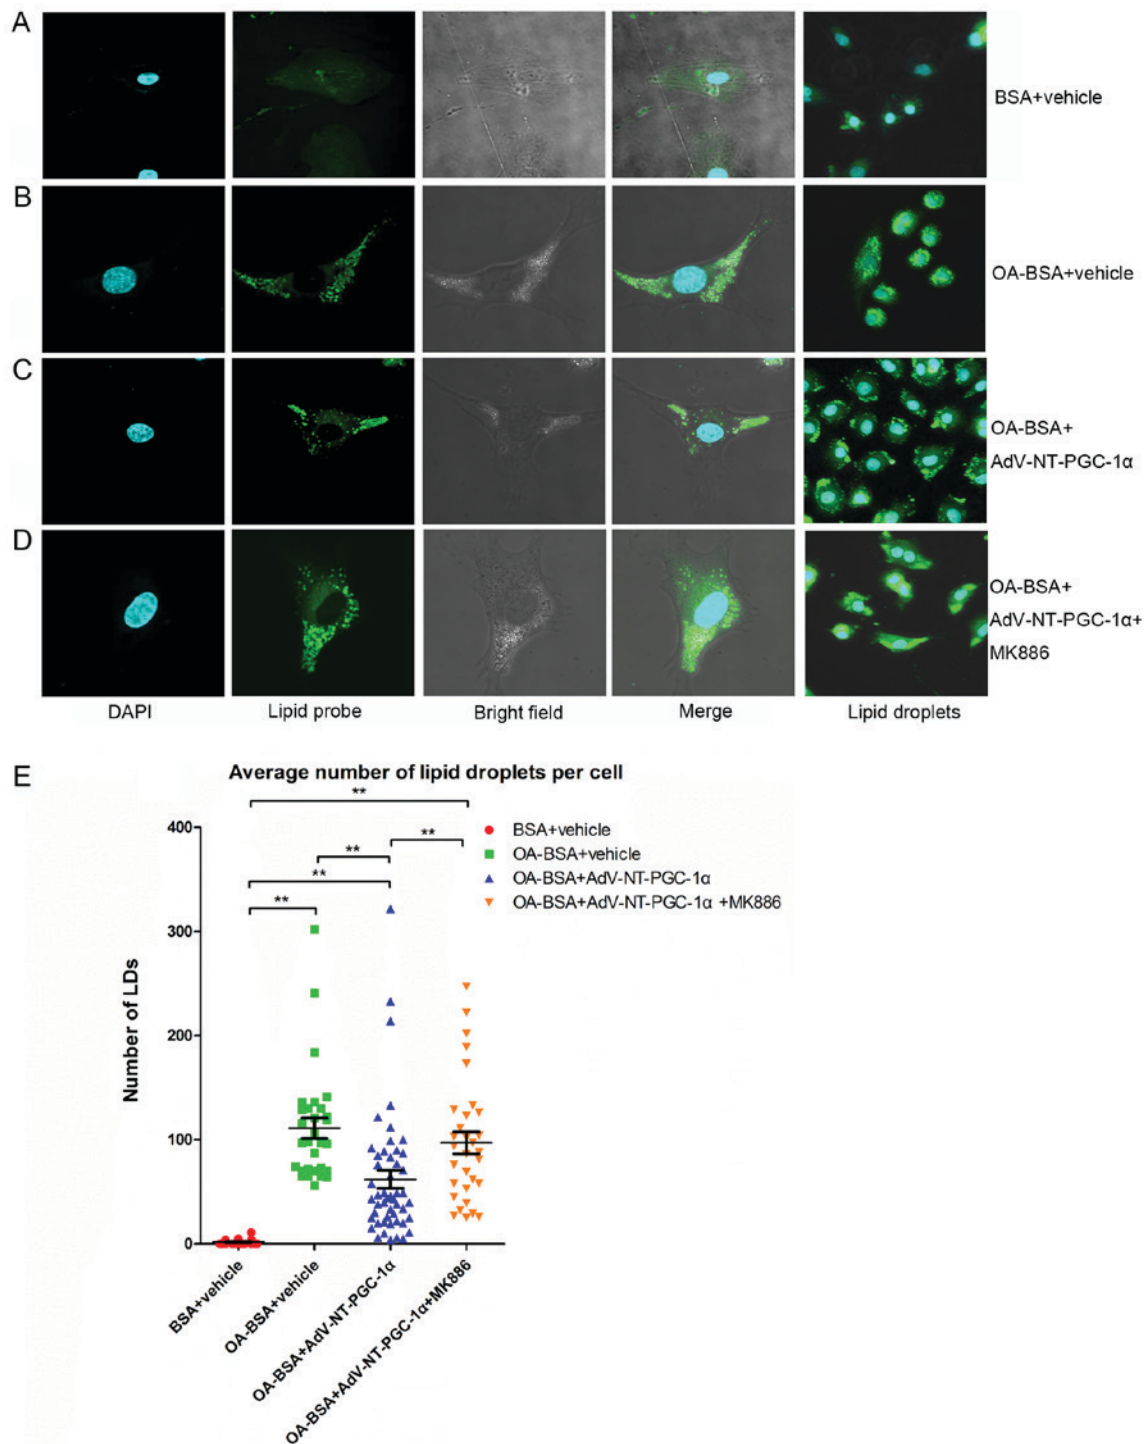 A
BSA+vehicle
B
OA-BSA+vehicle
C
OA-BSA+
AdV-NT-PGC-1α
D
OA-BSA+
AdV-NT-PGC-1α+
MK886
DAPI Lipid probe Bright field Merge Lipid droplets
E
Average number of lipid droplets per cell
**
**
**
**
**
BSA+vehicle
OA-BSA+vehicle
OA-BSA+AdV-NT-PGC-1α
OA-BSA+AdV-NT-PGC-1α +MK886
Number of LDs
400
300
200
100
0
BSA+vehicle
OA-BSA+vehicle
OA-BSA+AdV-NT-PGC-1α
OA-BSA+AdV-NT-PGC-1α+MK886